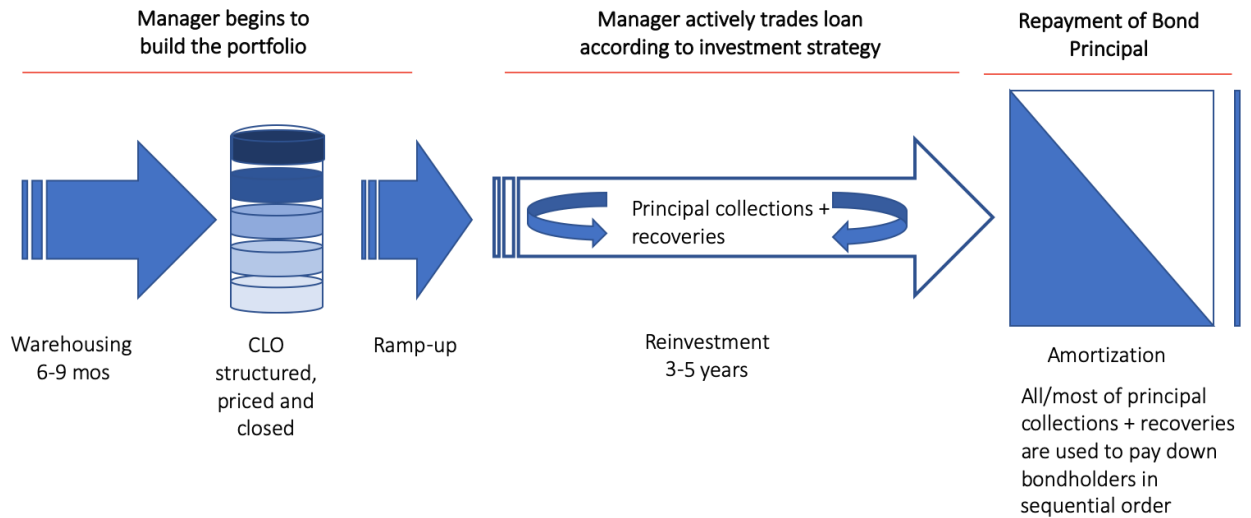 Manager begins to
build the portfolio
Manager actively trades loan
according to investment strategy
Repayment of Bond
Principal
Principal collections +
recoveries
Warehousing
6-9 mos
CLO
structured,
priced and
closed
Ramp-up
Reinvestment
3-5 years
Amortization
All/most of principal
collections + recoveries
are used to pay down
bondholders in
sequential order